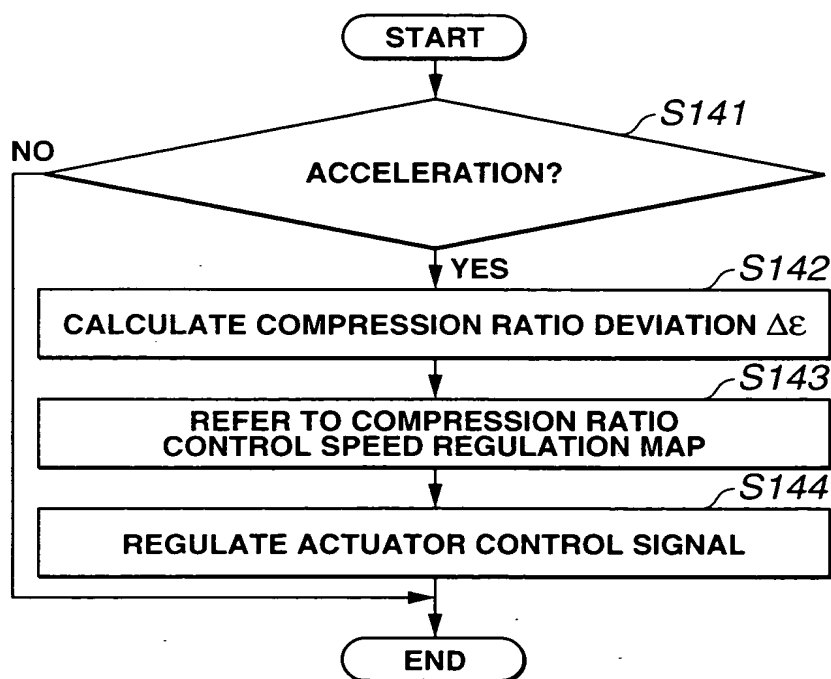 START
S141
NO
ACCELERATION?
YES
S142
CALCULATE COMPRESSION RATIO DEVIATION Δε
S143
REFER TO COMPRESSION RATIO
CONTROL SPEED REGULATION MAP
S144
REGULATE ACTUATOR CONTROL SIGNAL
END